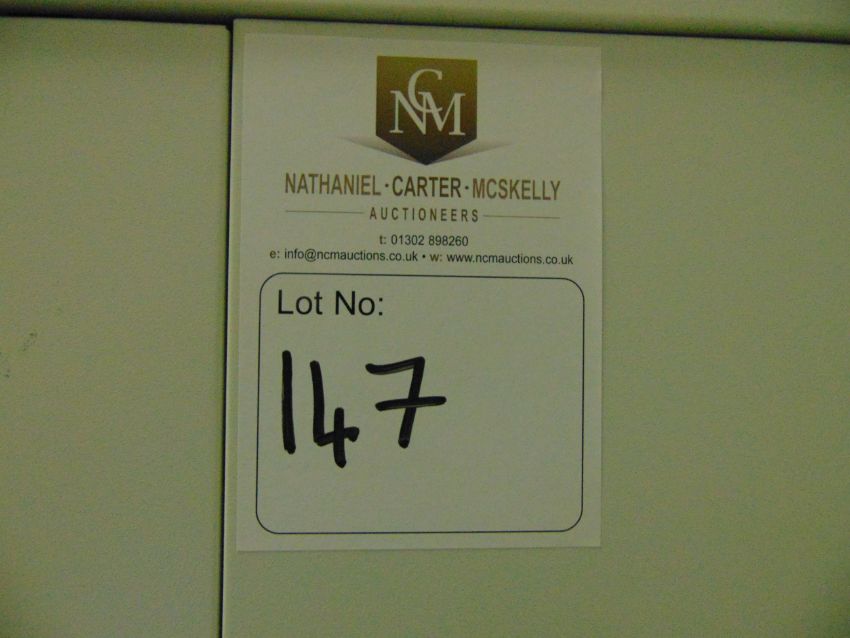 NCM
NATHANIEL · CARTER · MCSKELLY
AUCTIONEERS
t: 01302 898260
e: info@ncmauctions.co.uk • w: www.ncmauctions.co.uk
Lot No:
147